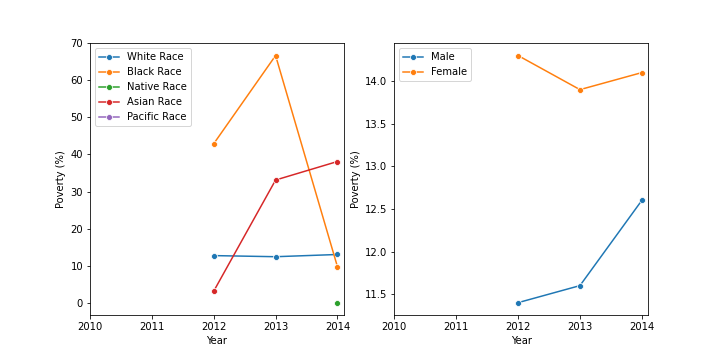 70
60
50
40
30
20
10
0
Poverty (%)
White Race
Black Race
Native Race
Asian Race
Pacific Race
2010 2011 2012 2013 2014
Year
14.0
13.5
13.0
12.5
12.0
11.5
Poverty (%)
Male
Female
2010 2011 2012 2013 2014
Year